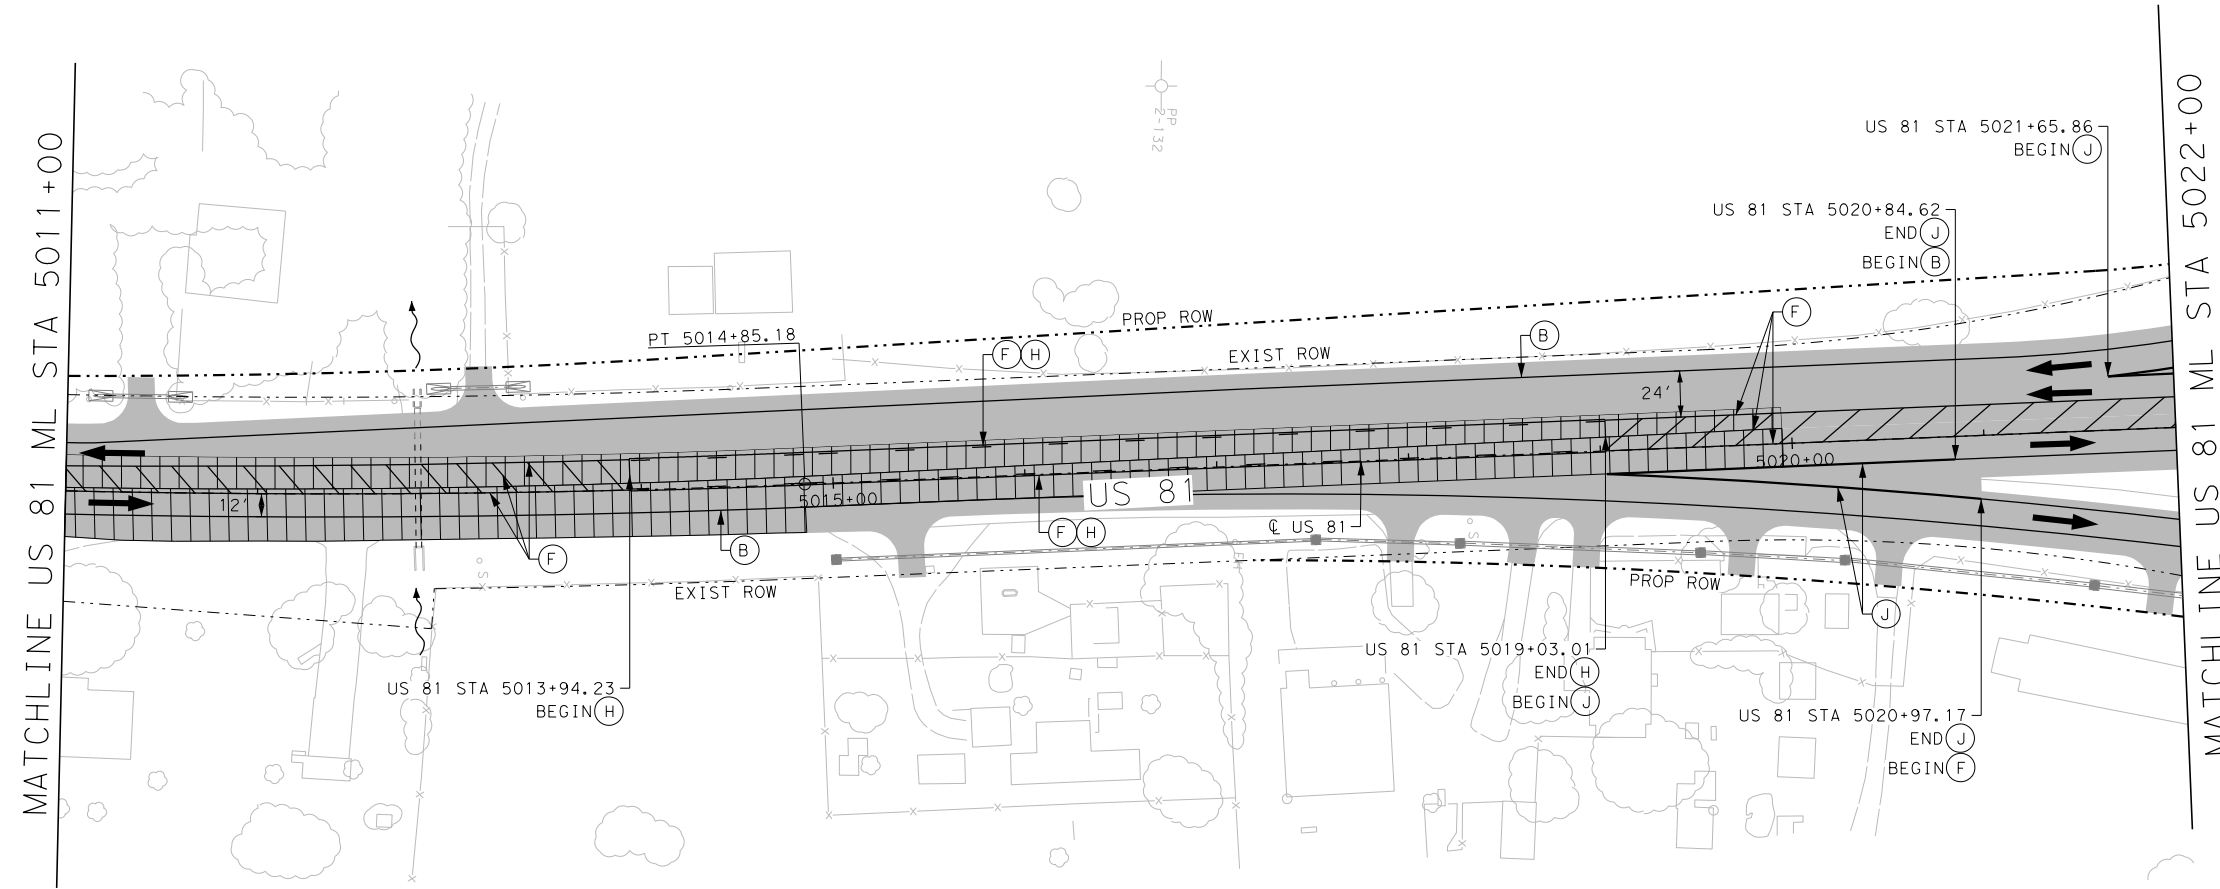 MATCHLINE US 81 ML STA 5011+00
PP
2-132
US 81 STA 5021+65.86
BEGIN J
US 81 STA 5020+84.62
END J
BEGIN B
MATCHLINE US 81 ML STA 5022+00
PROP ROW
PT 5014+85.18
F H
EXIST ROW
B
F
24'
12'
5015+00
US 81
5020+00
F
B
F H
℄ US 81
EXIST ROW
PROP ROW
J
US 81 STA 5019+03.01
END H
BEGIN J
US 81 STA 5013+94.23
BEGIN H
US 81 STA 5020+97.17
END J
BEGIN F